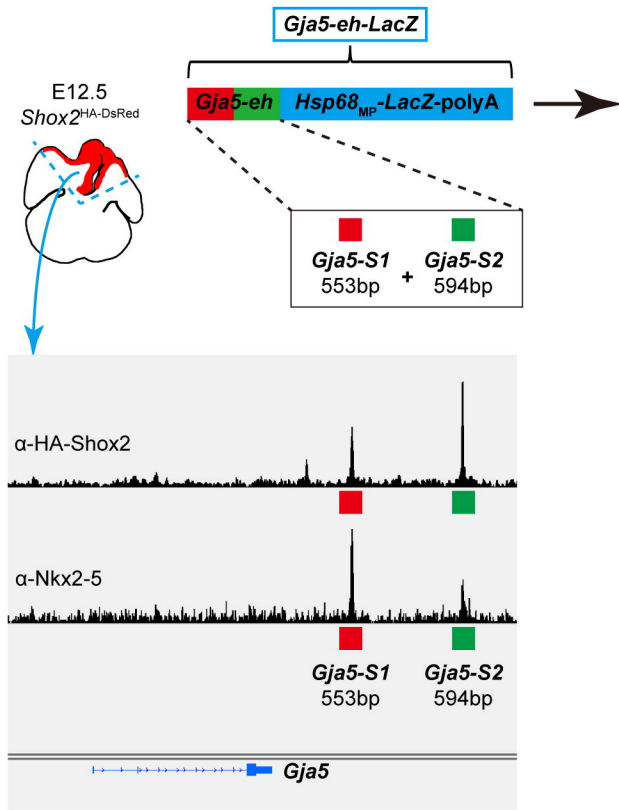 Gja5-eh-LacZ
E12.5
Shox2HA-DsRed
Gja5-eh
Hsp68MP-LacZ-polyA
Gja5-S1 + Gja5-S2
553bp 594bp
α-HA-Shox2
α-Nkx2-5
Gja5-S1 Gja5-S2
553bp 594bp
Gja5